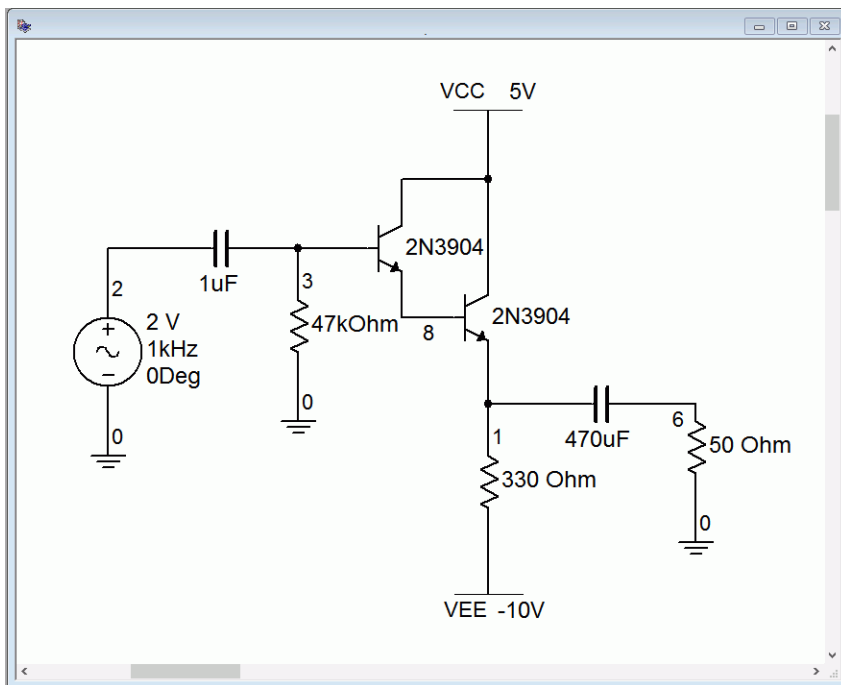 VCC 5V
2N3904
2
1uF
3
2 V
1kHz
0Deg
47kOhm
8
2N3904
0
0
1
470uF
6
50 Ohm
330 Ohm
0
VEE -10V